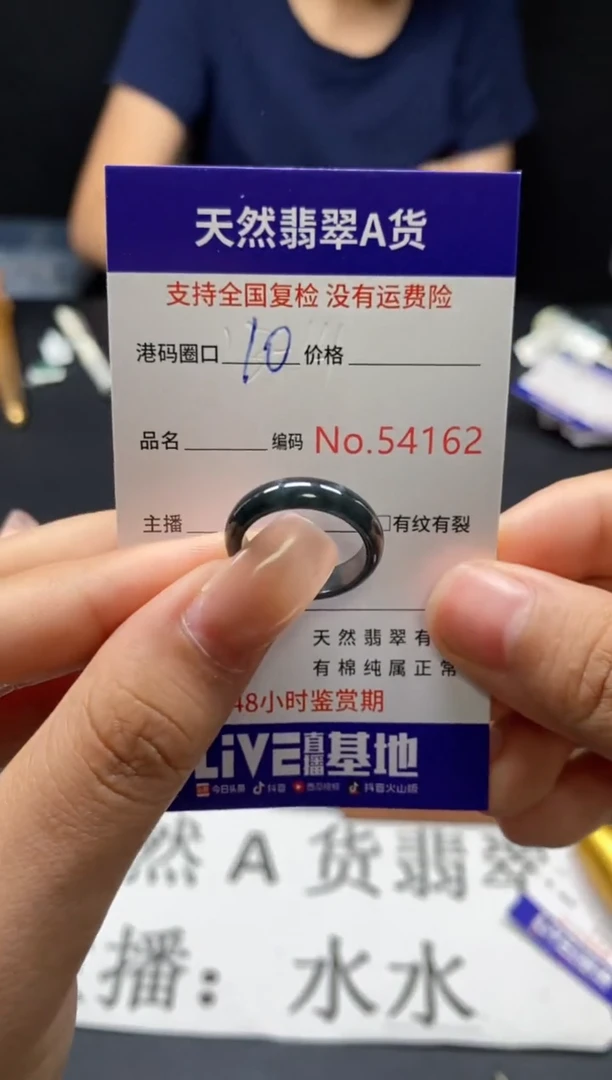 天然翡翠A货
支持全国复检 没有运费险
港码圈口 10 价格
品名 编码 No.54162
主播 有纹有裂
天然翡翠有
有棉纯属正常
48小时鉴赏期
LiVE直播基地
今日头条 抖音 西瓜视频 抖音火山版
然A货翡翠
播：水水